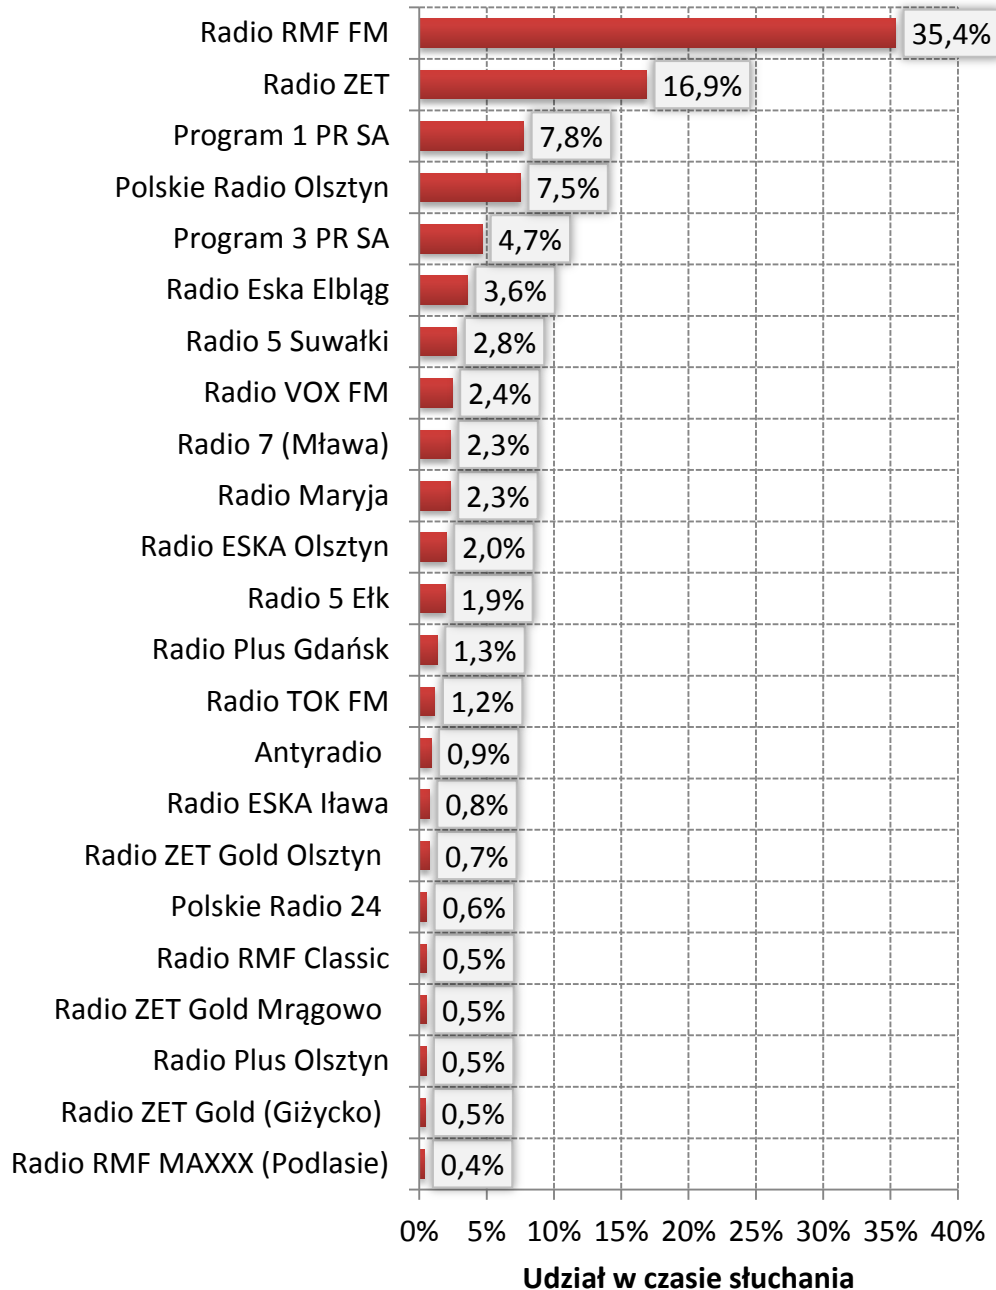 Radio RMF FM 35,4%
Radio ZET 16,9%
Program 1 PR SA 7,8%
Polskie Radio Olsztyn 7,5%
Program 3 PR SA 4,7%
Radio Eska Elbląg 3,6%
Radio 5 Suwałki 2,8%
Radio VOX FM 2,4%
Radio 7 (Mława) 2,3%
Radio Maryja 2,3%
Radio ESKA Olsztyn 2,0%
Radio 5 Ełk 1,9%
Radio Plus Gdańsk 1,3%
Radio TOK FM 1,2%
Antyradio 0,9%
Radio ESKA Iława 0,8%
Radio ZET Gold Olsztyn 0,7%
Polskie Radio 24 0,6%
Radio RMF Classic 0,5%
Radio ZET Gold Mrągowo 0,5%
Radio Plus Olsztyn 0,5%
Radio ZET Gold (Giżycko) 0,5%
Radio RMF MAXXX (Podlasie) 0,4%
0% 5% 10% 15% 20% 25% 30% 35% 40%
Udział w czasie słuchania